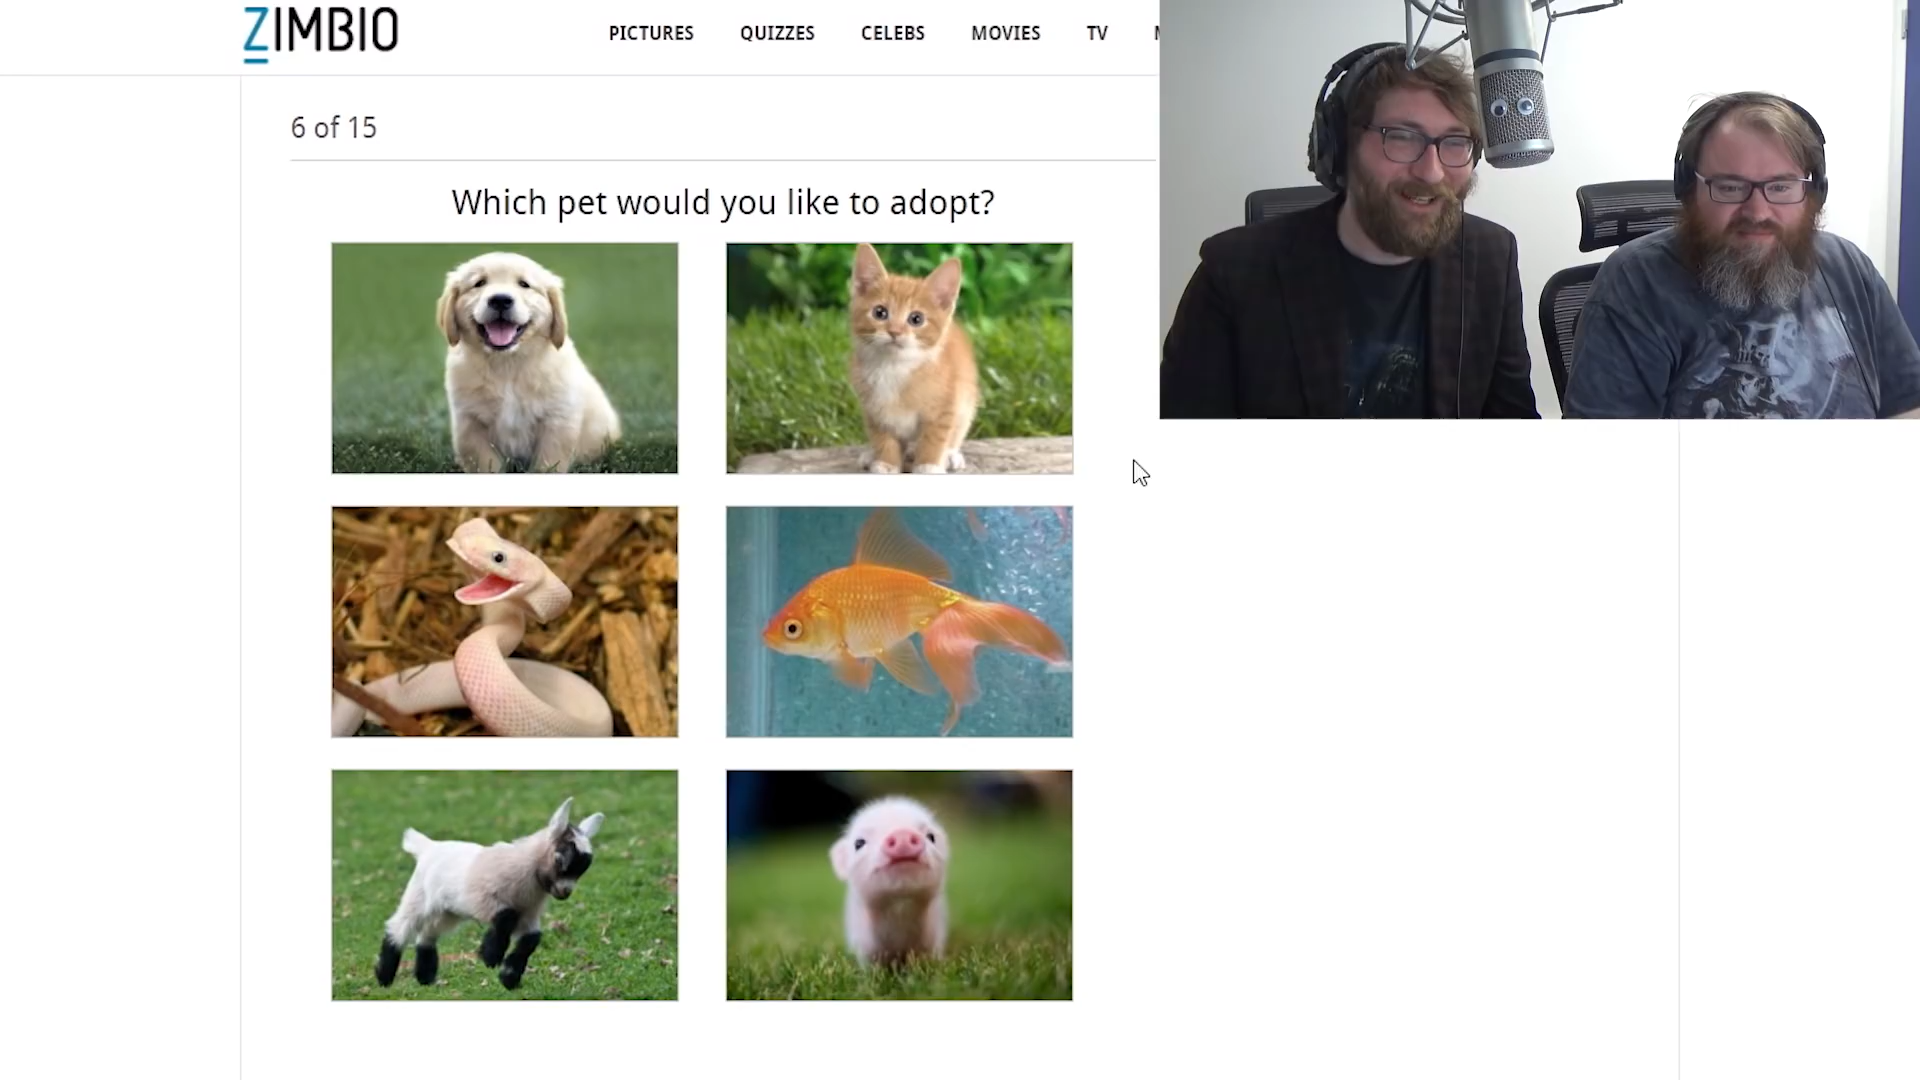 ZIMBIO
PICTURES QUIZZES CELEBS MOVIES TV
6 of 15
Which pet would you like to adopt?